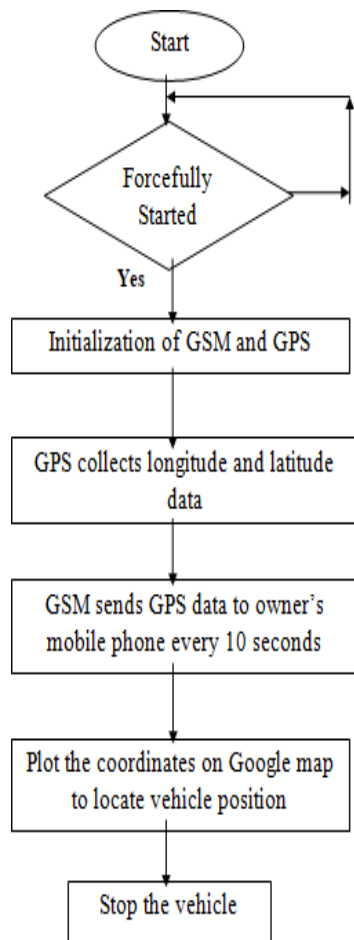 Start
Forcefully
Started
Yes
Initialization of GSM and GPS
GPS collects longitude and latitude
data
GSM sends GPS data to owner’s
mobile phone every 10 seconds
Plot the coordinates on Google map
to locate vehicle position
Stop the vehicle